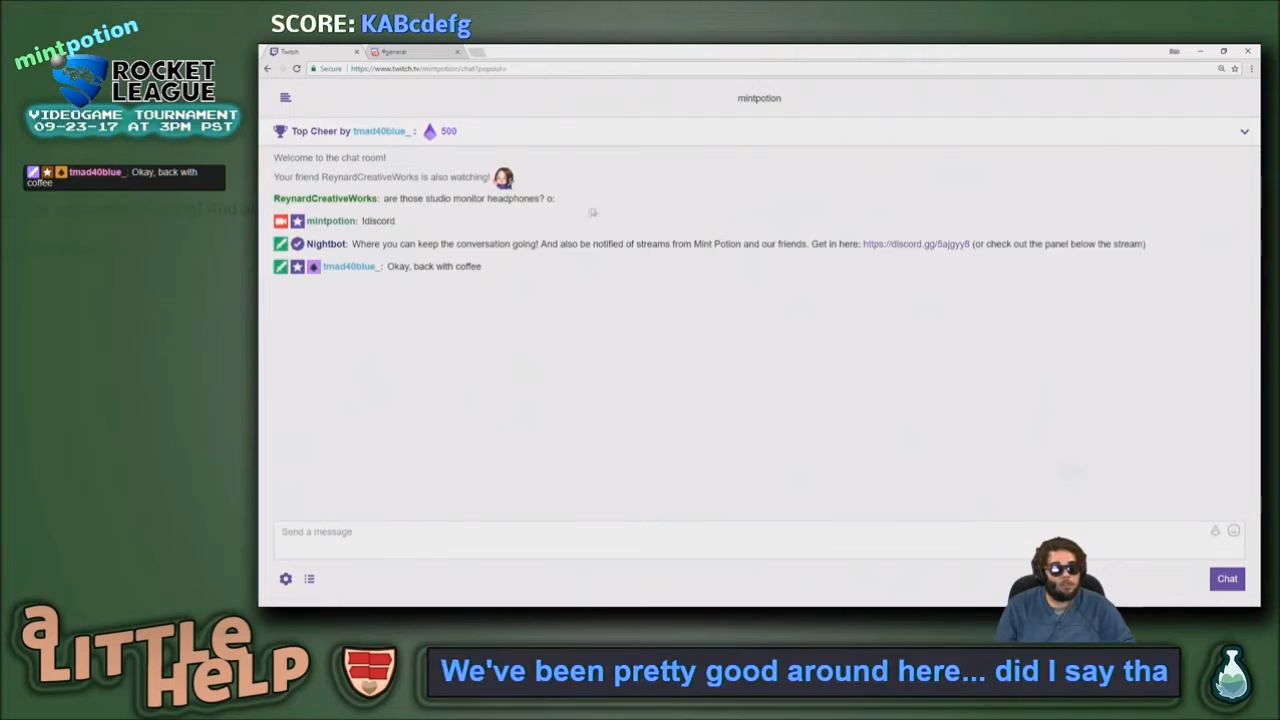 SCORE: KABcdefg
mintpotion
ROCKET
LEAGUE
VIDEOGAME TOURNAMENT
09-23-17 AT 3PM PST
tmad40blue_: Okay, back with
coffee
Twitch
#general
Secure https://www.twitch.tv/mintpotion/chat?popout=
mintpotion
Top Cheer by tmad40blue_: 500
Welcome to the chat room!
Your friend ReynardCreativeWorks is also watching!
ReynardCreativeWorks: are those studio monitor headphones? o:
mintpotion: !discord
Nightbot: Where you can keep the conversation going! And also be notified of streams from Mint Potion and our friends. Get in here: https://discord.gg/5ajgyy8 (or check out the panel below the stream)
tmad40blue_: Okay, back with coffee
Send a message
Chat
a LITTLE
HELP
We've been pretty good around here... did I say tha